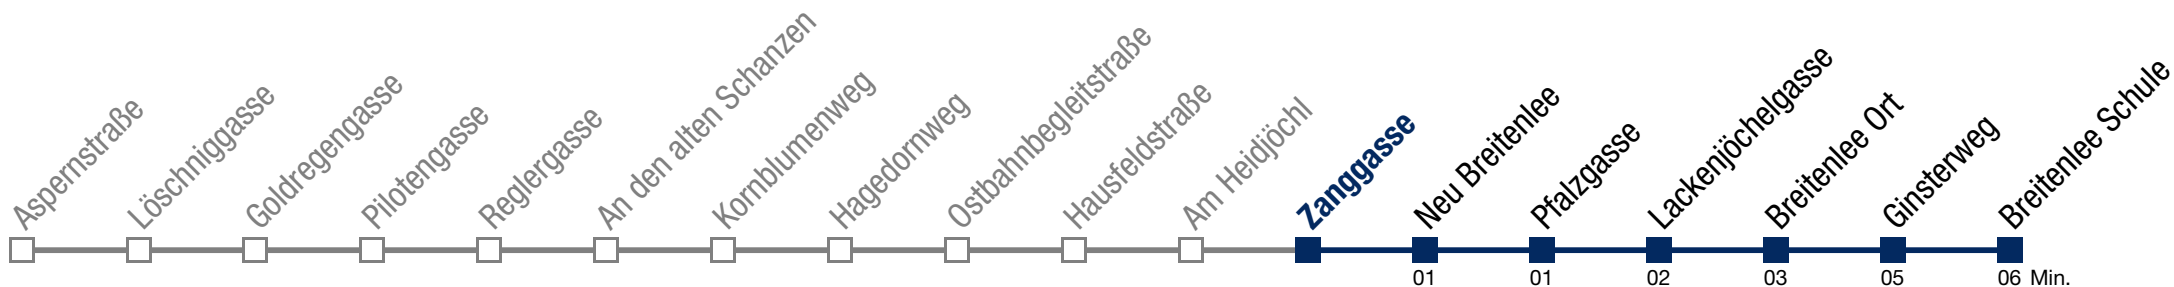 Aspernstraße
Löschniggasse
Goldregengasse
Pilotengasse
Reglergasse
An den alten Schanzen
Kornblumenweg
Hagedornweg
Ostbahnbegleitstraße
Hausfeldstraße
Am Heidjöchl
Zanggasse
Neu Breitenlee
Pfalzgasse
Lackenjöchelgasse
Breitenlee Ort
Ginsterweg
Breitenlee Schule
01 01 02 03 05 06 Min.